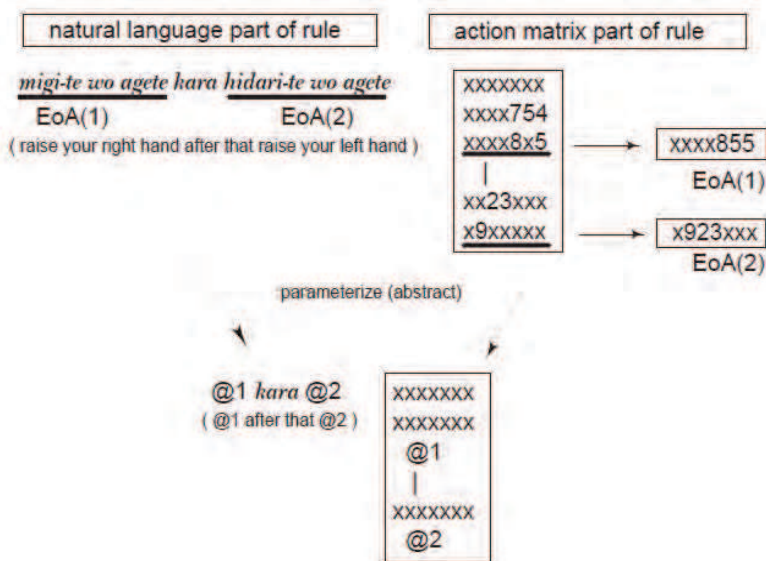 natural language part of rule
action matrix part of rule
migi-te wo agete kara hidari-te wo agete
EoA(1)
EoA(2)
( raise your right hand after that raise your left hand )
xxxxxxx
xxxx754
xxxx8x5
|
xx23xxx
x9xxxxx
xxxx855
EoA(1)
x923xxx
EoA(2)
parameterize (abstract)
@1 kara @2
( @1 after that @2 )
xxxxxxx
xxxxxxx
@1
|
xxxxxxx
@2